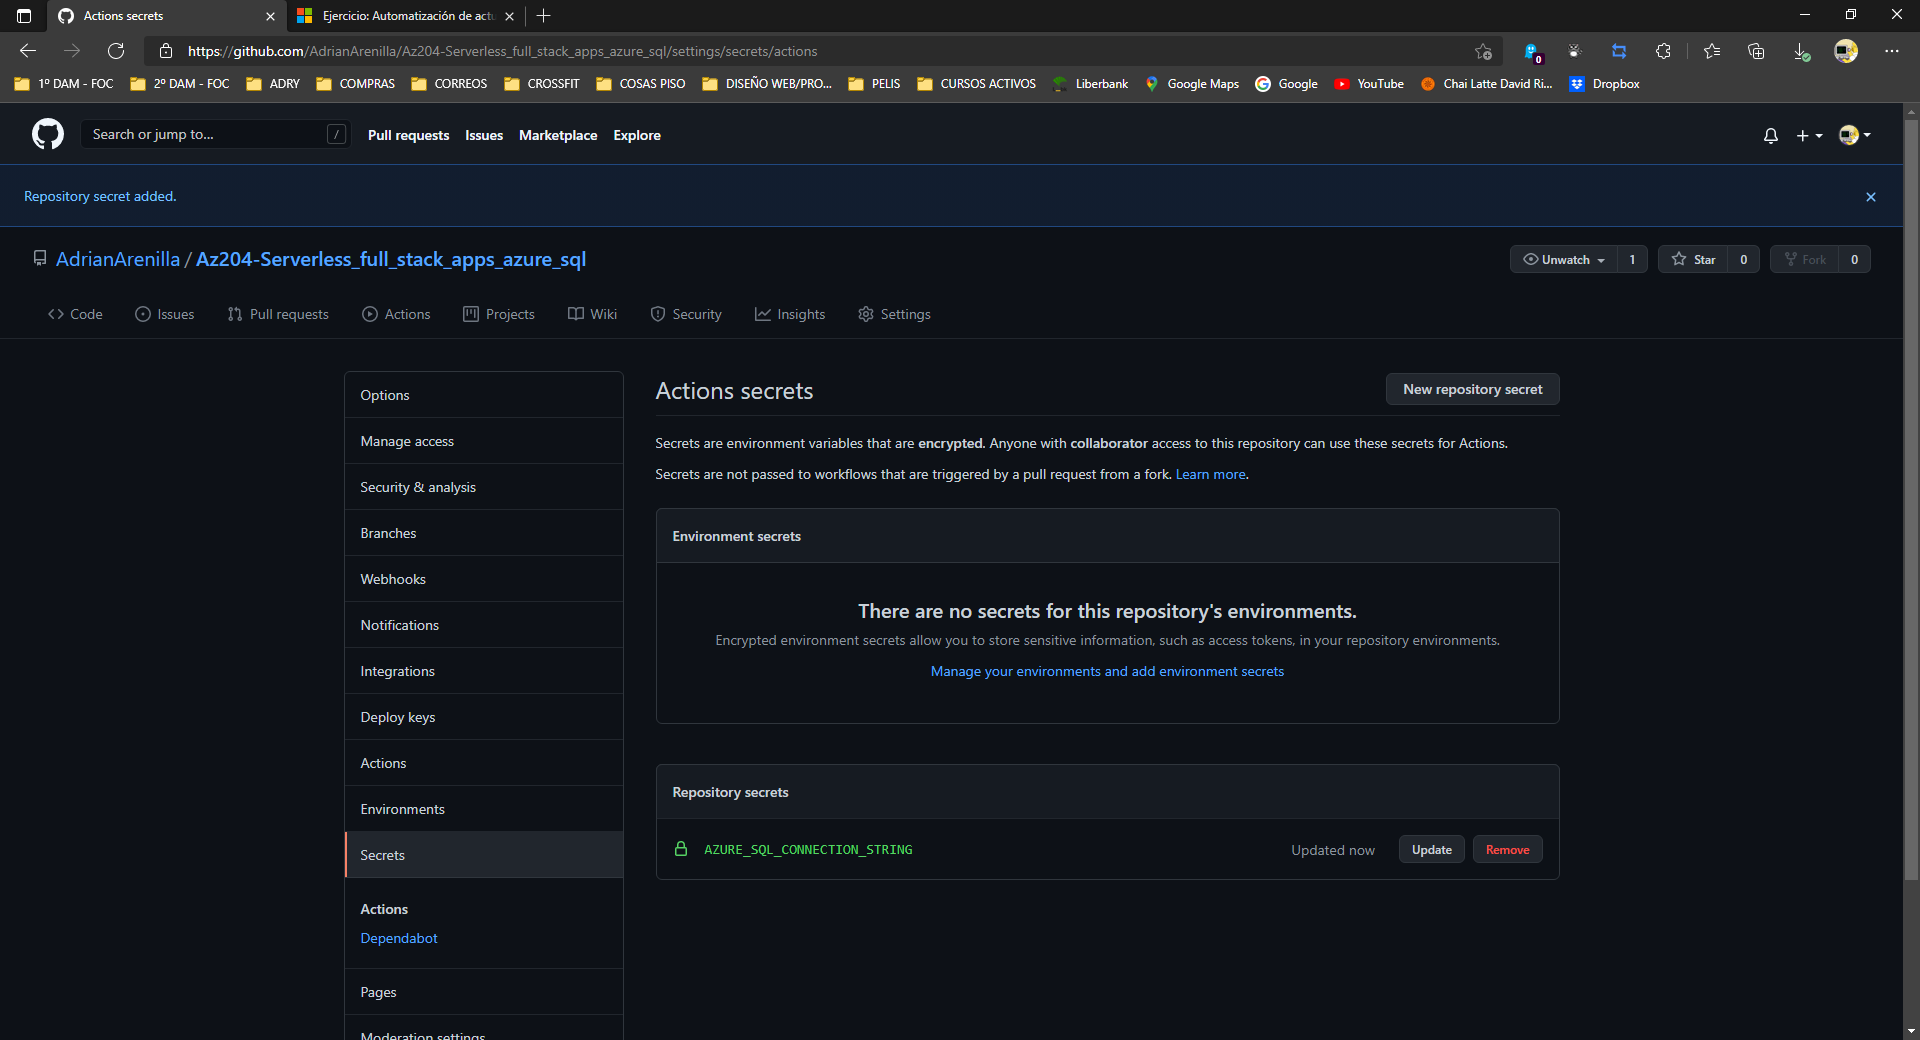 Actions secrets
Ejercicio: Automatización de actu
https://github.com/AdrianArenilla/Az204-Serverless_full_stack_apps_azure_sql/settings/secrets/actions
0
1º DAM - FOC
2º DAM - FOC
ADRY
COMPRAS
CORREOS
CROSSFIT
COSAS PISO
DISEÑO WEB/PRO...
PELIS
CURSOS ACTIVOS
Liberbank
Google Maps
Google
YouTube
Chai Latte David Ri...
Dropbox
Search or jump to...
/
Pull requests
Issues
Marketplace
Explore
Repository secret added.
AdrianArenilla / Az204-Serverless_full_stack_apps_azure_sql
Unwatch 1
Star 0
Fork 0
Code
Issues
Pull requests
Actions
Projects
Wiki
Security
Insights
Settings
Options
Manage access
Security & analysis
Branches
Webhooks
Notifications
Integrations
Deploy keys
Actions
Environments
Secrets
Actions
Dependabot
Pages
Moderation settings
Actions secrets
New repository secret
Secrets are environment variables that are encrypted. Anyone with collaborator access to this repository can use these secrets for Actions.
Secrets are not passed to workflows that are triggered by a pull request from a fork. Learn more.
Environment secrets
There are no secrets for this repository's environments.
Encrypted environment secrets allow you to store sensitive information, such as access tokens, in your repository environments.
Manage your environments and add environment secrets
Repository secrets
AZURE_SQL_CONNECTION_STRING
Updated now
Update
Remove